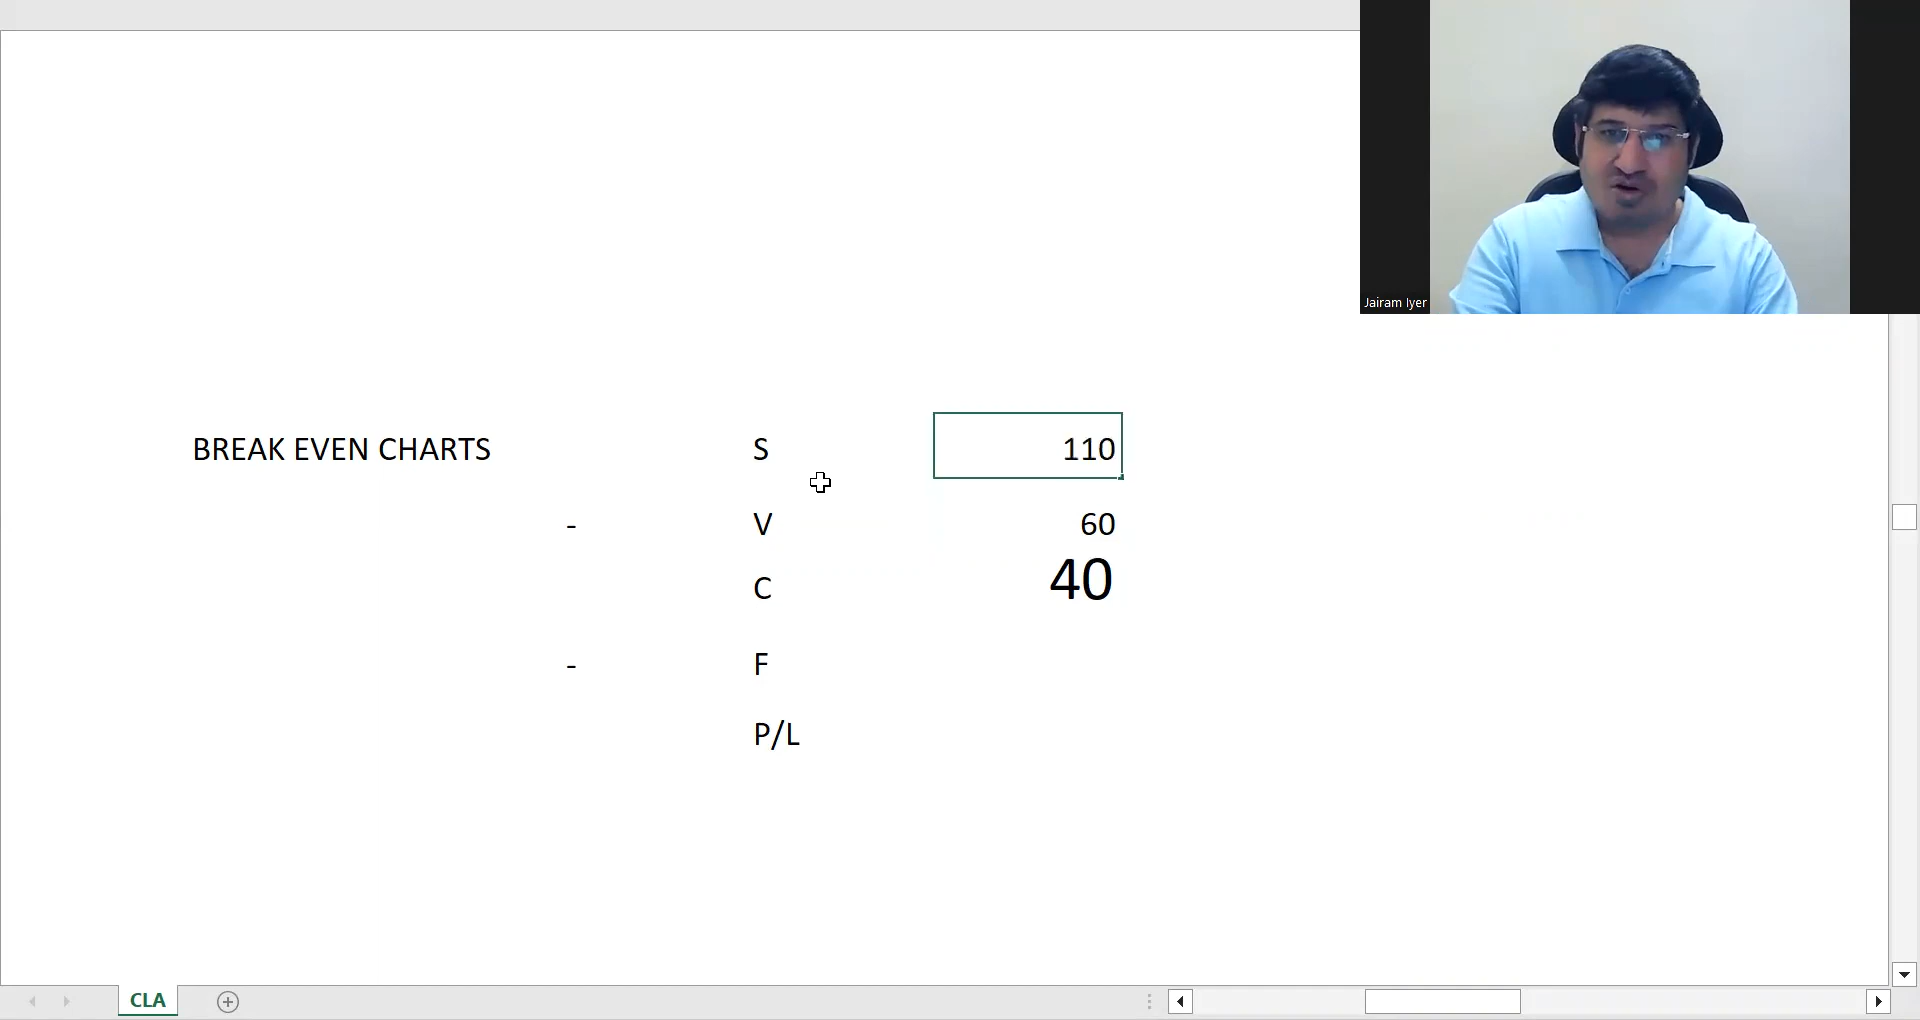 Jairam Iyer
BREAK EVEN CHARTS S 110
- V 60
C 40
- F
P/L
CLA